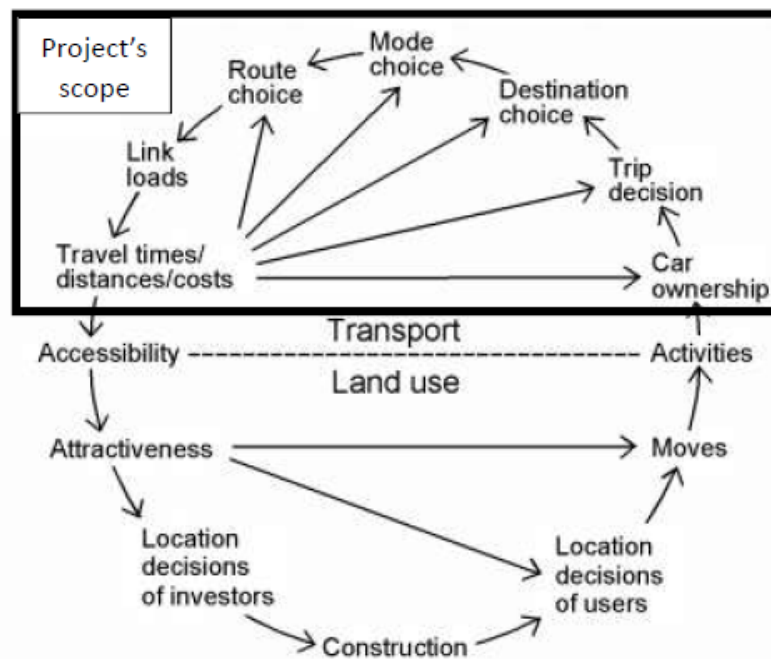 Project's
scope
Mode
choice
Route
choice
Destination
choice
Link
loads
Trip
decision
Travel times/
distances/costs
Car
ownership
Transport
Accessibility
Activities
Land use
Attractiveness
Moves
Location
decisions
of investors
Location
decisions
of users
Construction